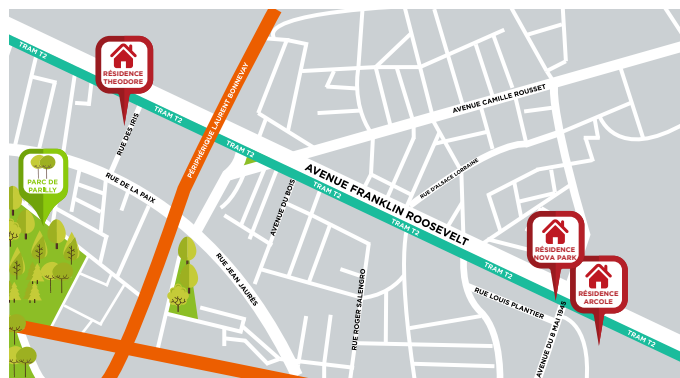 TRAM T2
RÉSIDENCE
THEODORE
TRAM T2
RUE DES IRIS
PÉRIPHÉRIQUE LAURENT BONNEVAY
TRAM T2
AVENUE CAMILLE ROUSSET
PARC DE
PARILLY
RUE DE LA PAIX
AVENUE FRANKLIN ROOSEVELT
TRAM T2
RUE D'ALSACE LORRAINE
AVENUE DU BOIS
TRAM T2
RUE JEAN JAURÈS
RUE ROGER SALENGRO
TRAM T2
RÉSIDENCE
NOVA PARK
RÉSIDENCE
ARCOLE
RUE LOUIS PLANTIER
AVENUE DU 8 MAI 1945
TRAM T2